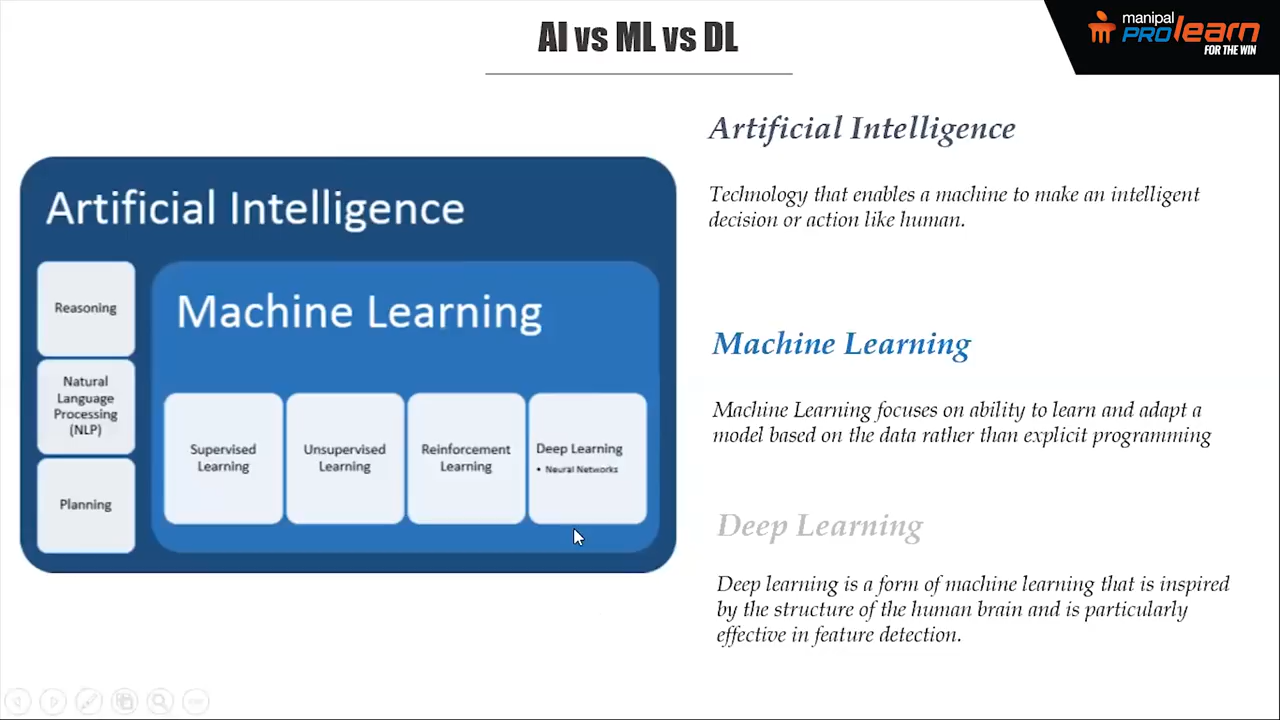 AI vs ML vs DL
manipal
PROlearn
FOR THE WIN
Artificial Intelligence
Reasoning
Natural
Language
Processing
(NLP)
Planning
Machine Learning
Supervised
Learning
Unsupervised
Learning
Reinforcement
Learning
Deep Learning
• Neural Networks
Artificial Intelligence
Technology that enables a machine to make an intelligent
decision or action like human.
Machine Learning
Machine Learning focuses on ability to learn and adapt a
model based on the data rather than explicit programming
Deep Learning
Deep learning is a form of machine learning that is inspired
by the structure of the human brain and is particularly
effective in feature detection.